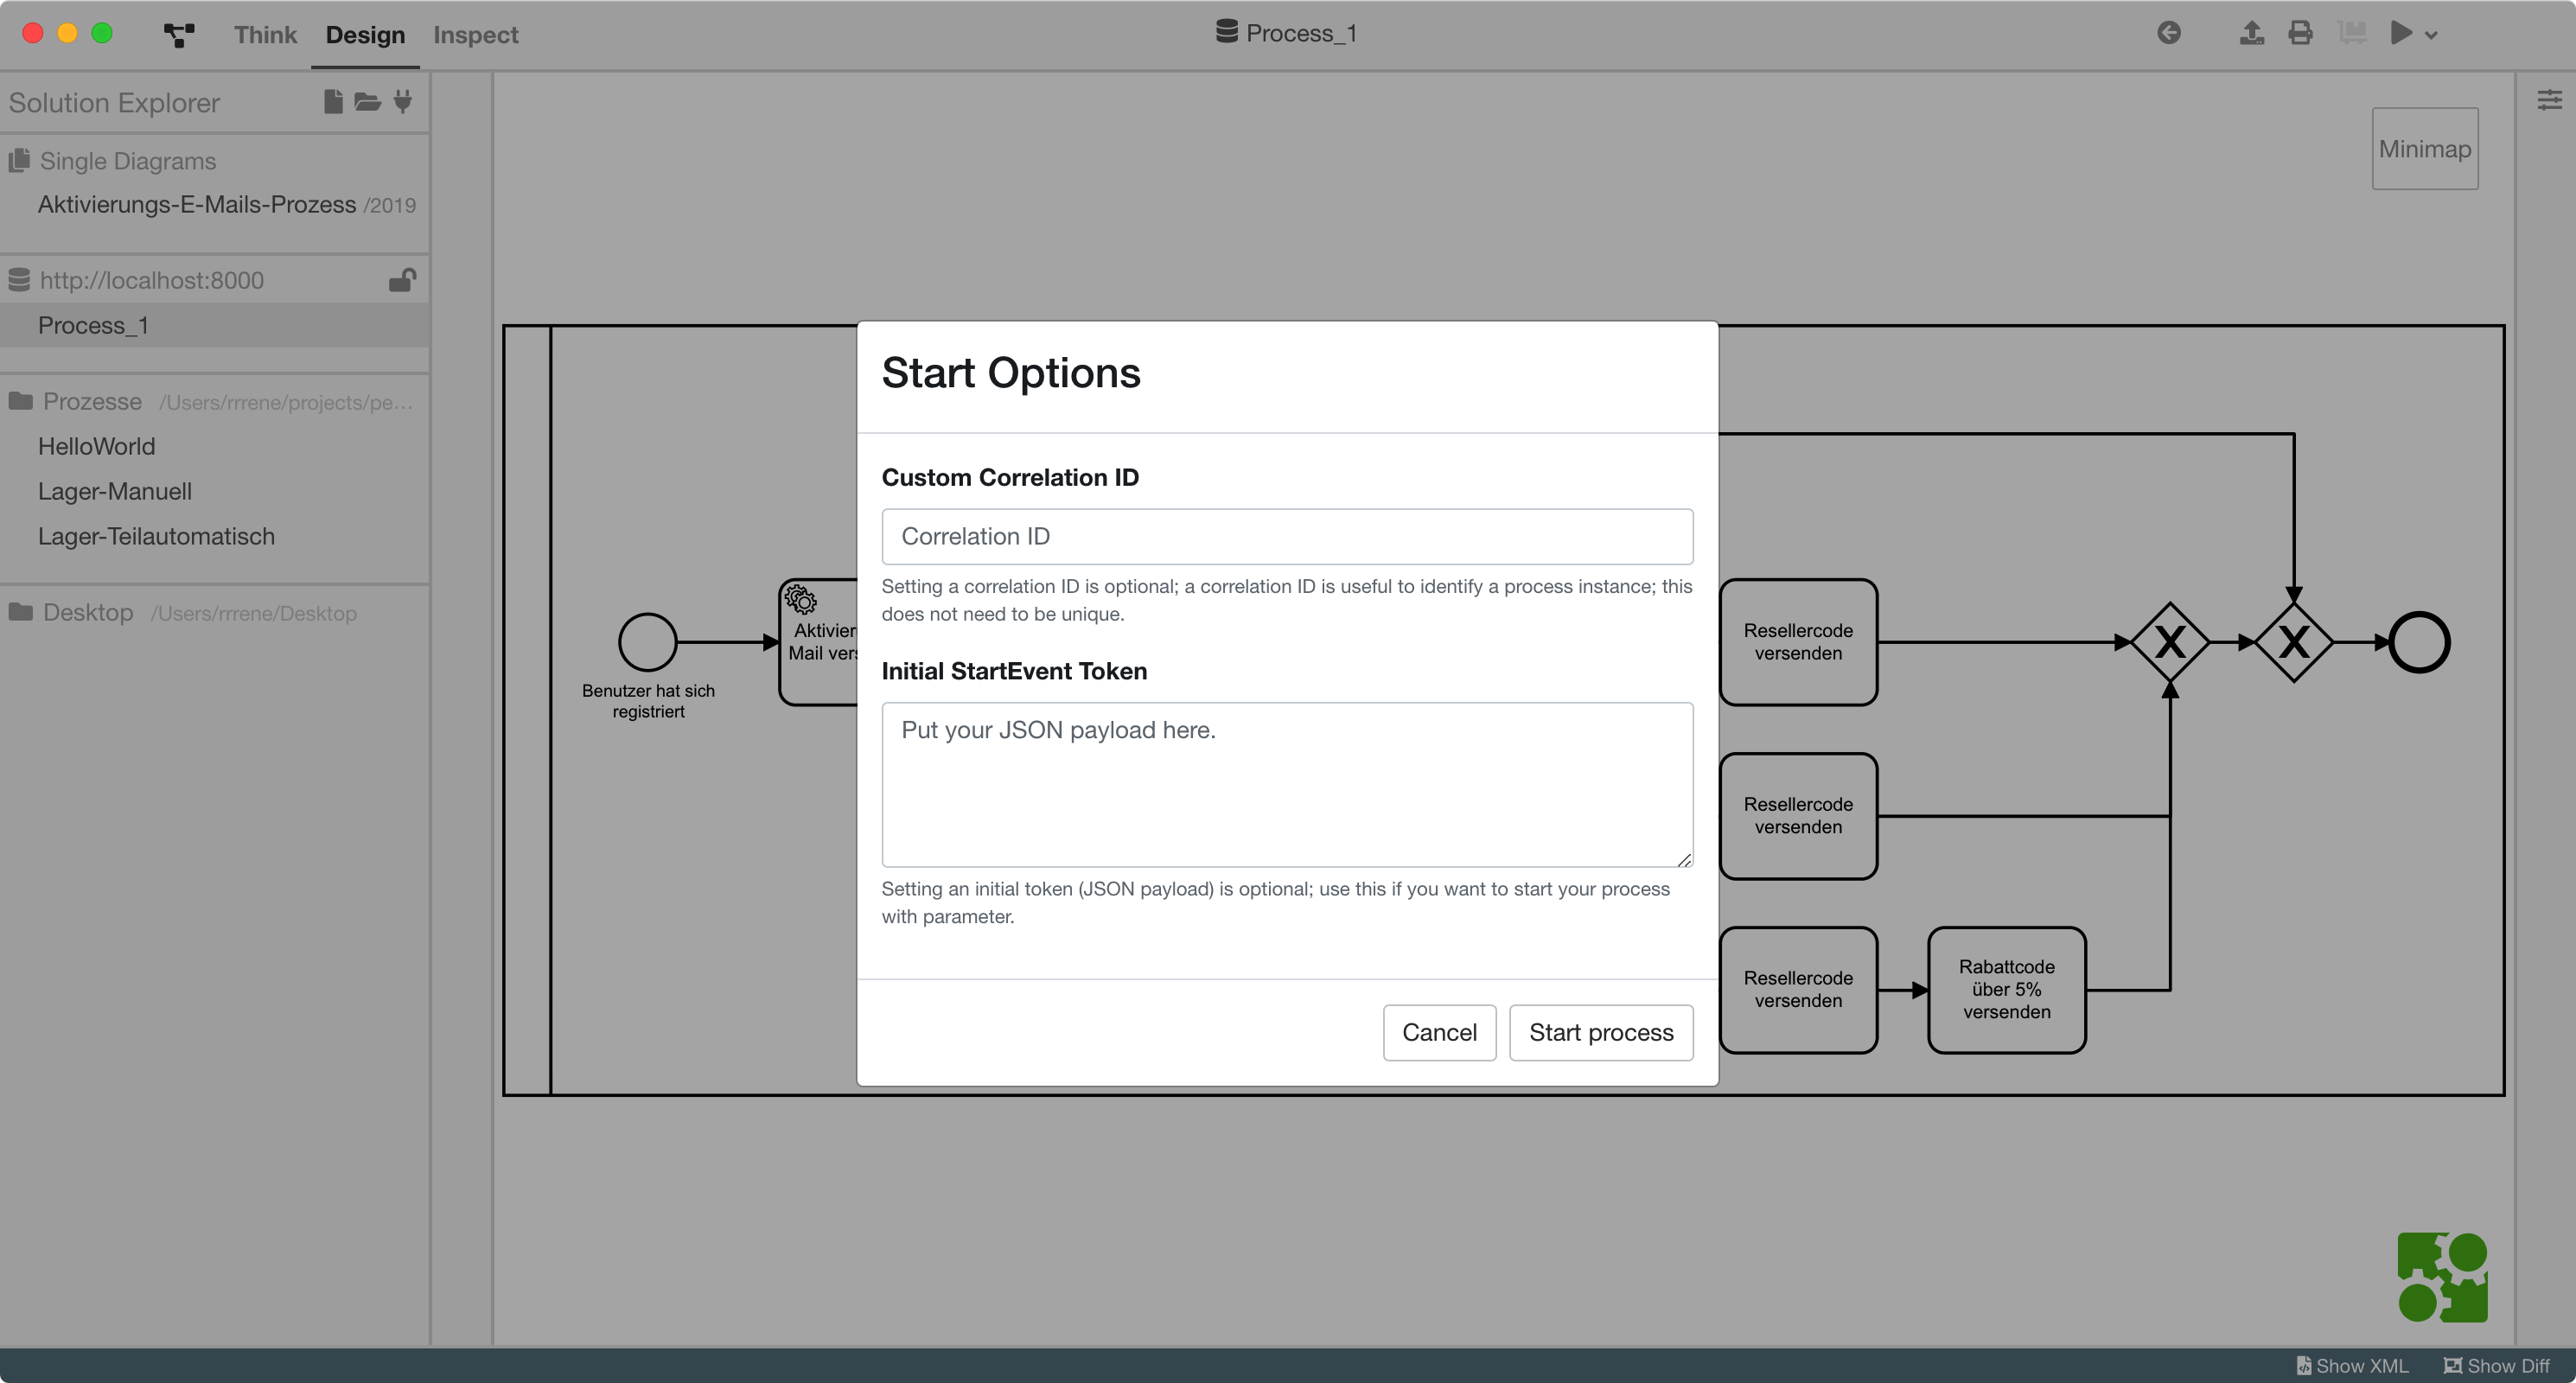 Think Design Inspect
Process_1
Solution Explorer
Single Diagrams
Aktivierungs-E-Mails-Prozess /2019
http://localhost:8000
Process_1
Prozesse /Users/rrrene/projects/pe...
HelloWorld
Lager-Manuell
Lager-Teilautomatisch
Desktop /Users/rrrene/Desktop
Minimap
Benutzer hat sich
registriert
Start Options
Custom Correlation ID
Correlation ID
Setting a correlation ID is optional; a correlation ID is useful to identify a process instance; this
does not need to be unique.
Initial StartEvent Token
Put your JSON payload here.
Setting an initial token (JSON payload) is optional; use this if you want to start your process
with parameter.
Cancel
Start process
Resellercode
versenden
X
X
Resellercode
versenden
Resellercode
versenden
Rabattcode
über 5%
versenden
Mail
Show XML
Show Diff